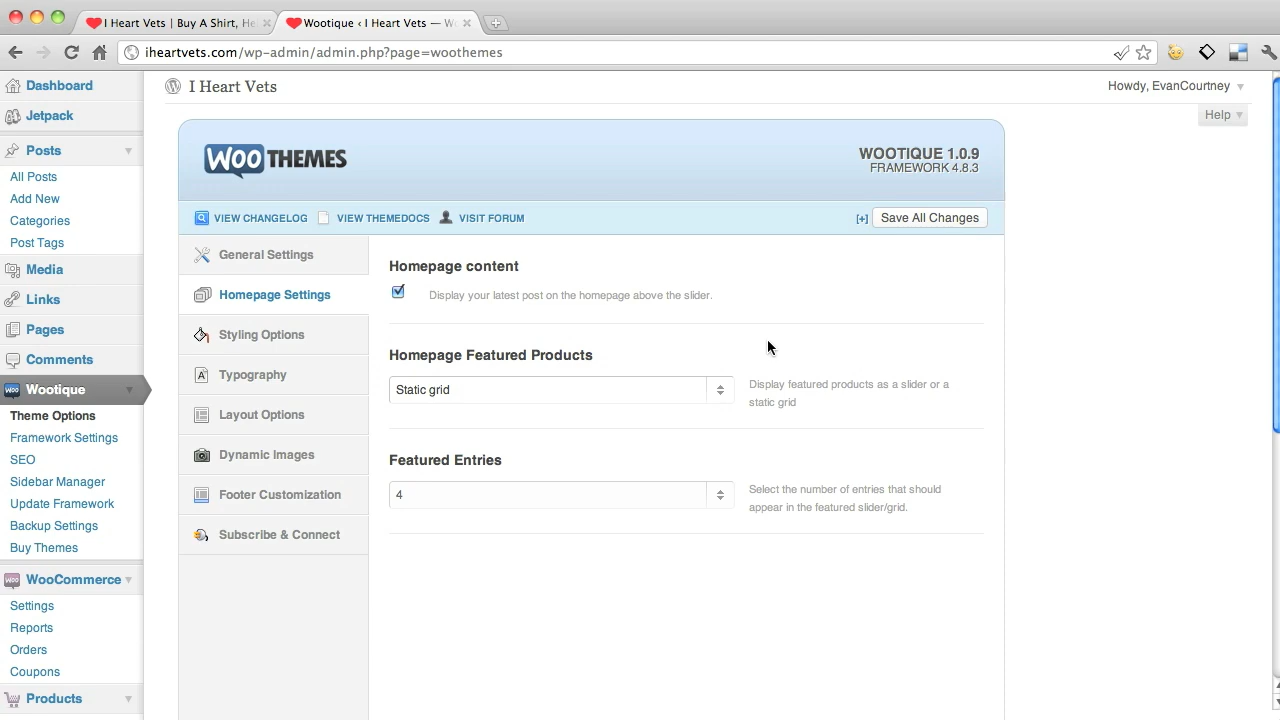 I Heart Vets | Buy A Shirt, He
Wootique ‹ I Heart Vets — Wo
iheartvets.com/wp-admin/admin.php?page=woothemes
Dashboard
Jetpack
Posts
All Posts
Add New
Categories
Post Tags
Media
Links
Pages
Comments
Wootique
Theme Options
Framework Settings
SEO
Sidebar Manager
Update Framework
Backup Settings
Buy Themes
WooCommerce
Settings
Reports
Orders
Coupons
Products
I Heart Vets
Howdy, EvanCourtney
Help
WOO THEMES
WOOTIQUE 1.0.9
FRAMEWORK 4.8.3
VIEW CHANGELOG VIEW THEMEDOCS VISIT FORUM
[+] Save All Changes
General Settings
Homepage Settings
Styling Options
Typography
Layout Options
Dynamic Images
Footer Customization
Subscribe & Connect
Homepage content
Display your latest post on the homepage above the slider.
Homepage Featured Products
Static grid
Display featured products as a slider or a
static grid
Featured Entries
4
Select the number of entries that should
appear in the featured slider/grid.